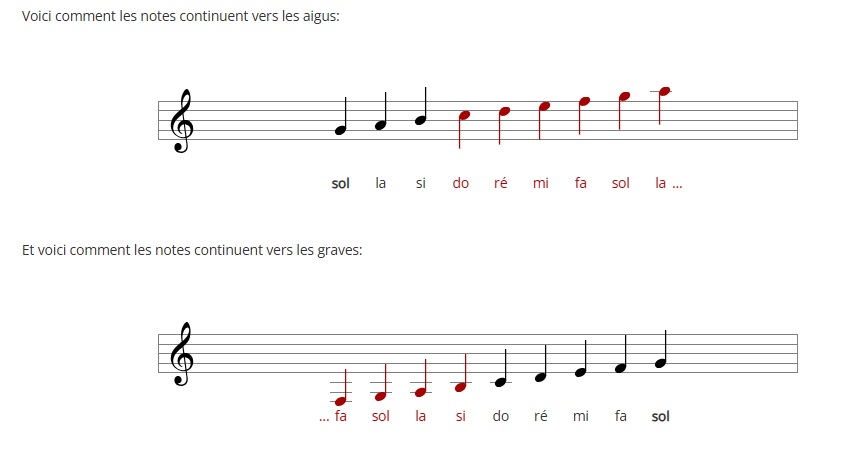 Voici comment les notes continuent vers les aigus:
sol la si do ré mi fa sol la ...
Et voici comment les notes continuent vers les graves:
... fa sol la si do ré mi fa sol